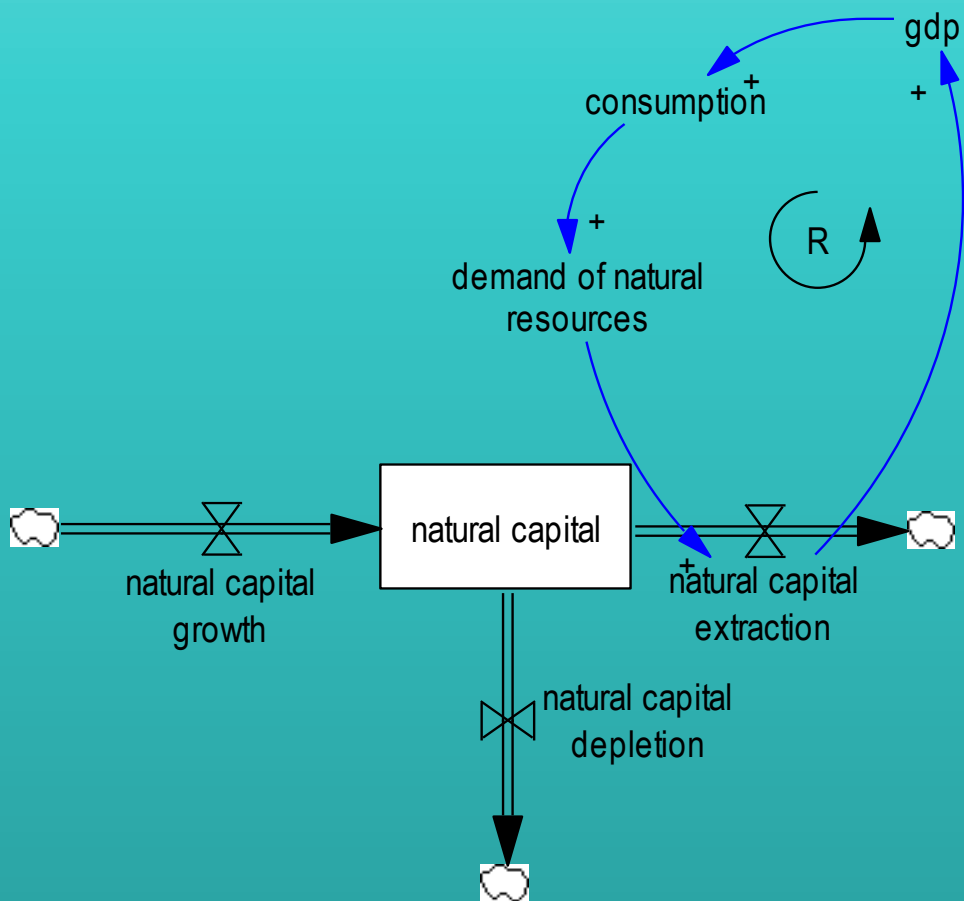 gdp
+
+
consumption
+
R
demand of natural
resources
natural capital
+
natural capital
growth
natural capital
extraction
natural capital
depletion